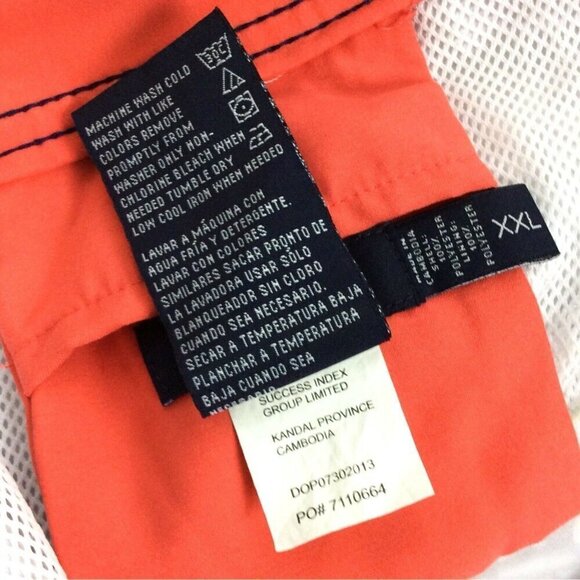 30C
MACHINE WASH COLD
WASH WITH LIKE
COLORS REMOVE
PROMPTLY FROM
WASHER ONLY NON-
CHLORINE BLEACH WHEN
NEEDED TUMBLE DRY
LOW COOL IRON WHEN NEEDED
LAVAR A MÁQUINA CON
AGUA FRÍA Y DETERGENTE.
LAVAR CON COLORES
SIMILARES SACAR PRONTO DE
LA LAVADORA USAR SÓLO
BLANQUEADOR SIN CLORO
CUANDO SEA NECESARIO.
SECAR A TEMPERATURA BAJA
PLANCHAR A TEMPERATURA
BAJA CUANDO SEA
XXL
MADE IN
CAMBODIA
SHELL
100%
POLYESTER
LINING
100%
POLYESTER
SUCCESS INDEX
GROUP LIMITED
KANDAL PROVINCE
CAMBODIA
DOP07302013
PO# 7110664